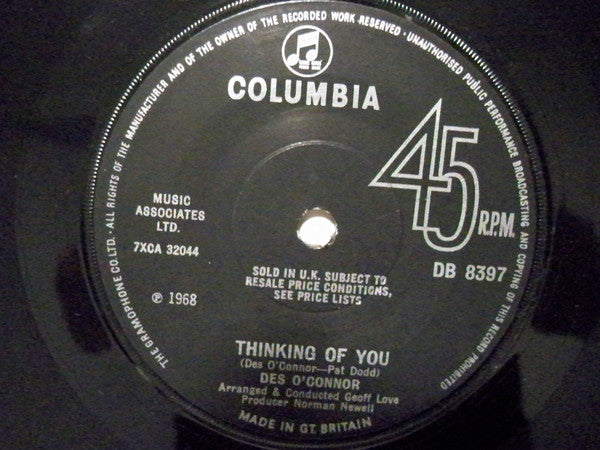 THE GRAMOPHONE CO. LTD. · ALL RIGHTS OF THE MANUFACTURER AND OF THE OWNER OF THE RECORDED WORK RESERVED · UNAUTHORISED PUBLIC PERFORMANCE BROADCASTING AND COPYING OF THIS RECORD PROHIBITED
COLUMBIA
45
R.P.M.
MUSIC
ASSOCIATES
LTD.
7XCA 32044
DB 8397
℗ 1968
SOLD IN U.K. SUBJECT TO
RESALE PRICE CONDITIONS,
SEE PRICE LISTS
THINKING OF YOU
(Des O'Connor—Pat Dodd)
DES O'CONNOR
Arranged & Conducted Geoff Love
Producer Norman Newell
MADE IN GT. BRITAIN